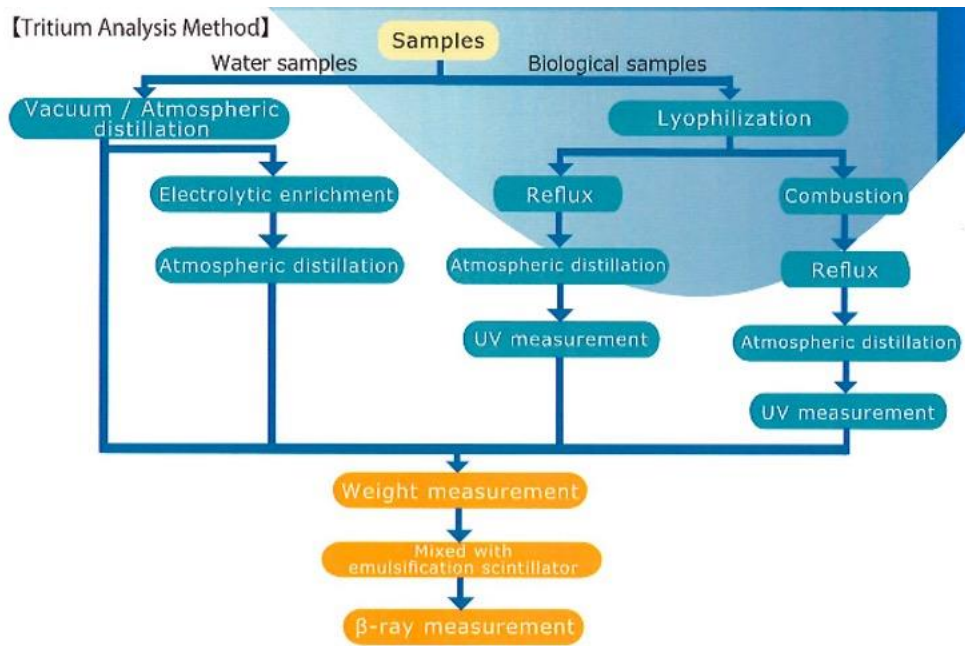 【Tritium Analysis Method】
Samples
Water samples
Biological samples
Vacuum / Atmospheric
distillation
Lyophilization
Electrolytic enrichment
Reflux
Combustion
Atmospheric distillation
Atmospheric distillation
Reflux
UV measurement
Atmospheric distillation
UV measurement
Weight measurement
Mixed with
emulsification scintillator
β-ray measurement